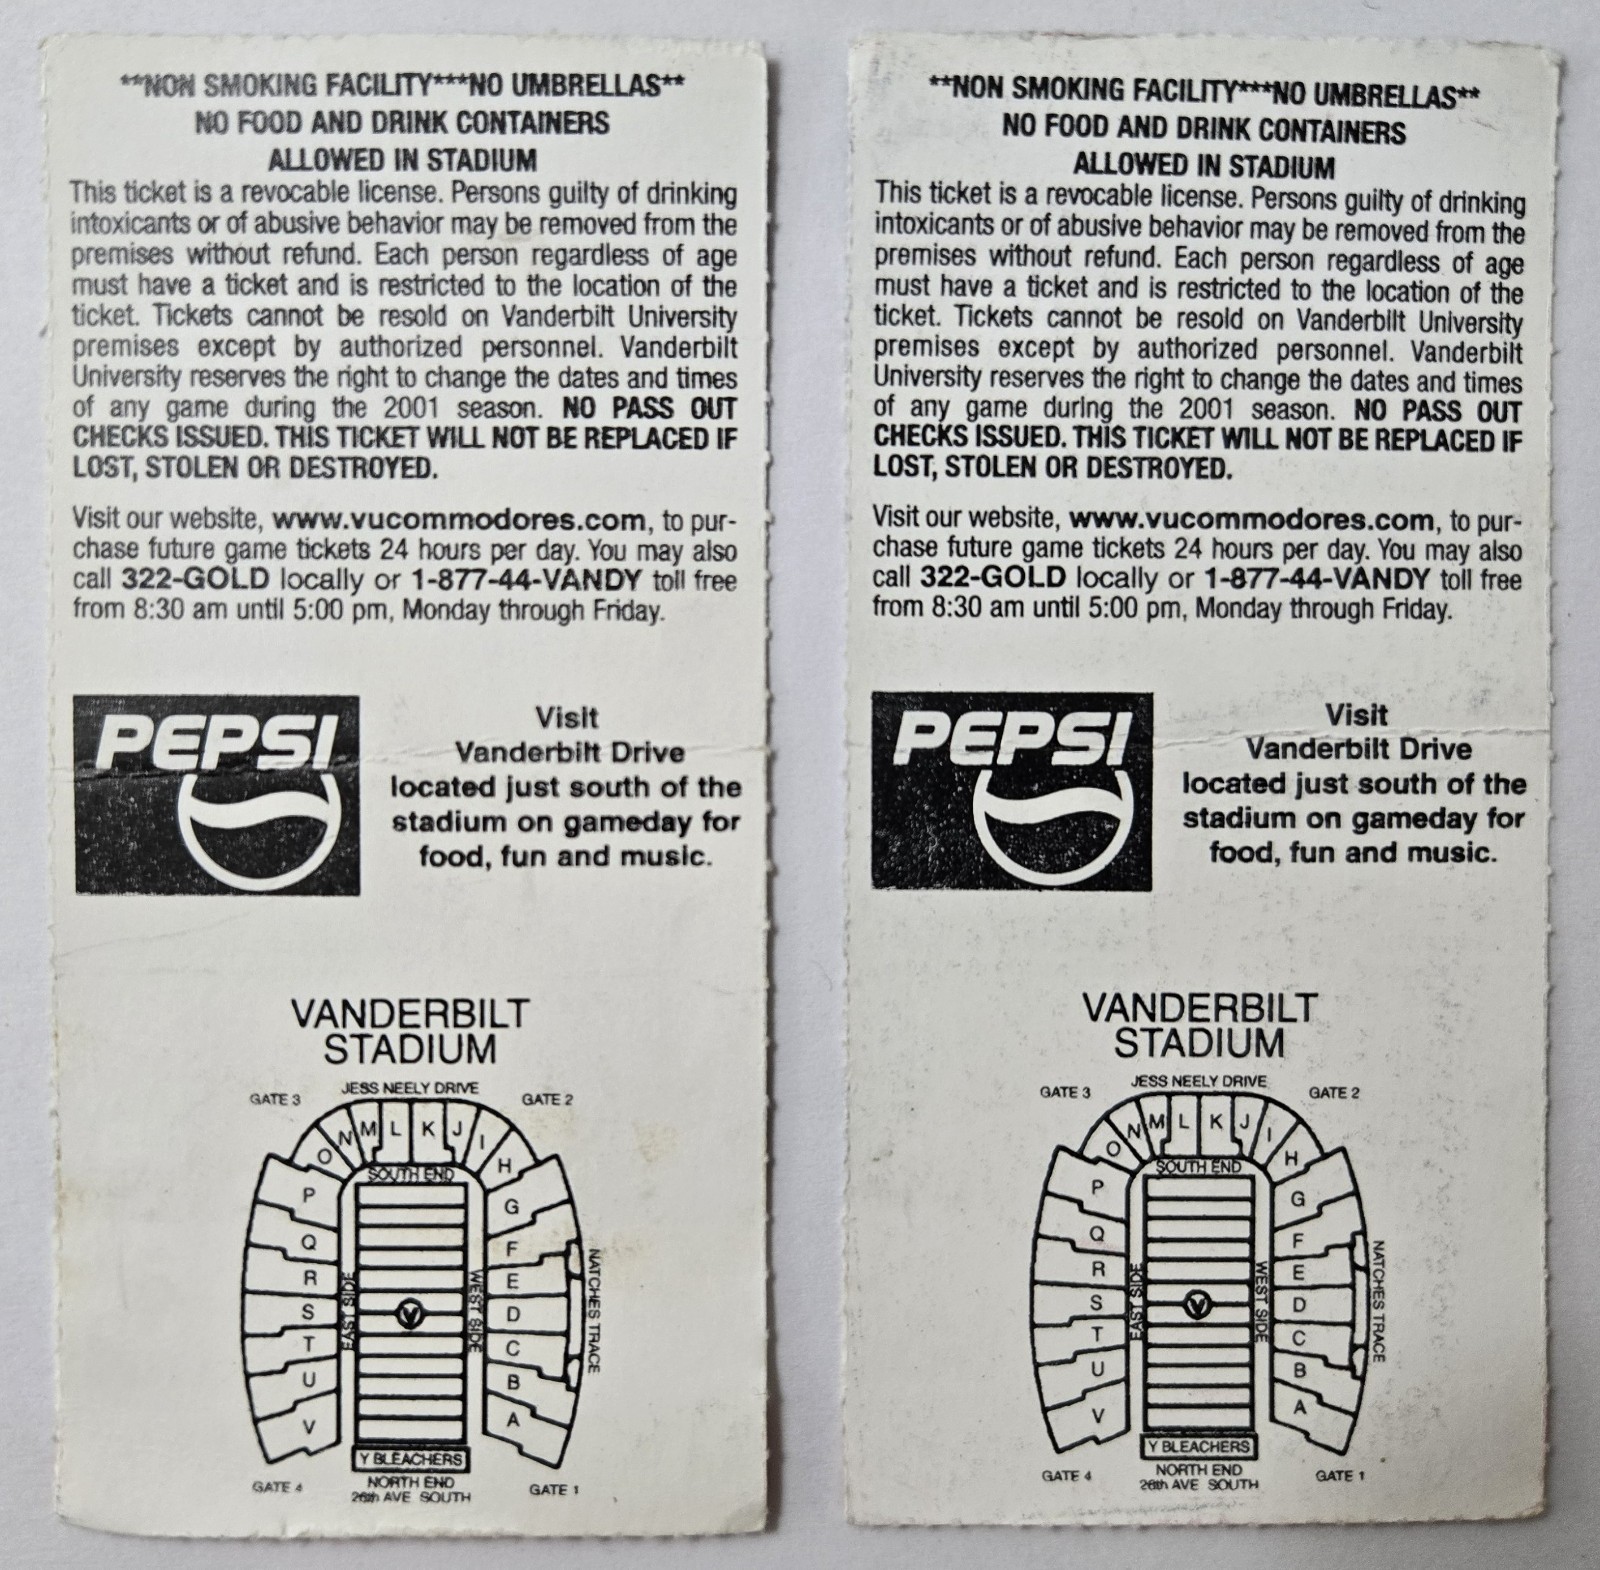 **NON SMOKING FACILITY***NO UMBRELLAS**
NO FOOD AND DRINK CONTAINERS
ALLOWED IN STADIUM
This ticket is a revocable license. Persons guilty of drinking
intoxicants or of abusive behavior may be removed from the
premises without refund. Each person regardless of age
must have a ticket and is restricted to the location of the
ticket. Tickets cannot be resold on Vanderbilt University
premises except by authorized personnel. Vanderbilt
University reserves the right to change the dates and times
of any game during the 2001 season. NO PASS OUT
CHECKS ISSUED. THIS TICKET WILL NOT BE REPLACED IF
LOST, STOLEN OR DESTROYED.
Visit our website, www.vucommodores.com, to pur-
chase future game tickets 24 hours per day. You may also
call 322-GOLD locally or 1-877-44-VANDY toll free
from 8:30 am until 5:00 pm, Monday through Friday.
PEPSI
Visit
Vanderbilt Drive
located just south of the
stadium on gameday for
food, fun and music.
VANDERBILT
STADIUM
JESS NEELY DRIVE
GATE 3
GATE 2
O N M L K J I H
SOUTH END
P
Q
R
S
T
U
V
EAST SIDE
V
WEST SIDE
G
F
E
D
C
B
A
NATCHES TRACE
Y BLEACHERS
GATE 4
NORTH END
26th AVE SOUTH
GATE 1
**NON SMOKING FACILITY***NO UMBRELLAS**
NO FOOD AND DRINK CONTAINERS
ALLOWED IN STADIUM
This ticket is a revocable license. Persons guilty of drinking
intoxicants or of abusive behavior may be removed from the
premises without refund. Each person regardless of age
must have a ticket and is restricted to the location of the
ticket. Tickets cannot be resold on Vanderbilt University
premises except by authorized personnel. Vanderbilt
University reserves the right to change the dates and times
of any game during the 2001 season. NO PASS OUT
CHECKS ISSUED. THIS TICKET WILL NOT BE REPLACED IF
LOST, STOLEN OR DESTROYED.
Visit our website, www.vucommodores.com, to pur-
chase future game tickets 24 hours per day. You may also
call 322-GOLD locally or 1-877-44-VANDY toll free
from 8:30 am until 5:00 pm, Monday through Friday.
PEPSI
Visit
Vanderbilt Drive
located just south of the
stadium on gameday for
food, fun and music.
VANDERBILT
STADIUM
JESS NEELY DRIVE
GATE 3
GATE 2
O N M L K J I H
SOUTH END
P
Q
R
S
T
U
V
EAST SIDE
V
WEST SIDE
G
F
E
D
C
B
A
NATCHES TRACE
Y BLEACHERS
GATE 4
NORTH END
26th AVE SOUTH
GATE 1